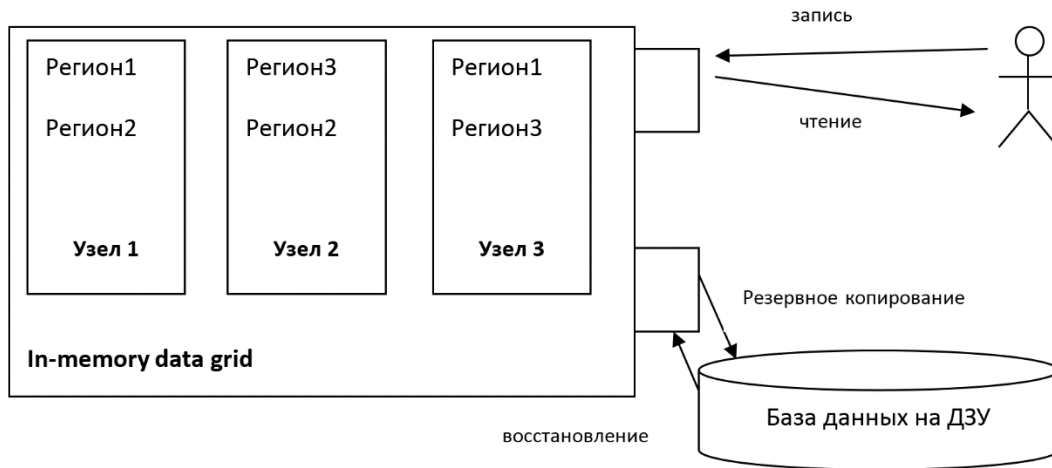 запись
Регион1
Регион2
Узел 1
Регион3
Регион2
Узел 2
Регион1
Регион3
Узел 3
чтение
Резервное копирование
In-memory data grid
База данных на ДЗУ
восстановление